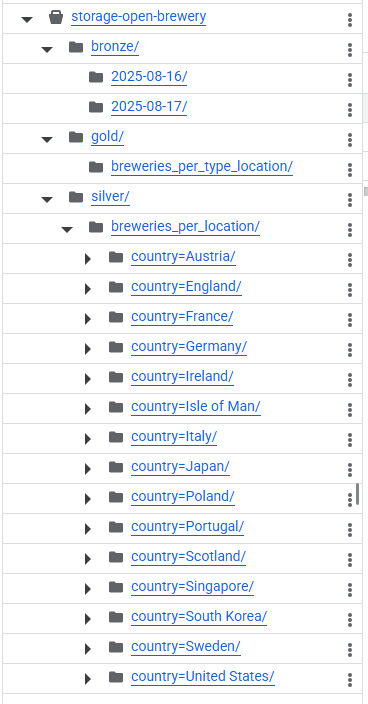 storage-open-brewery
bronze/
2025-08-16/
2025-08-17/
gold/
breweries_per_type_location/
silver/
breweries_per_location/
country=Austria/
country=England/
country=France/
country=Germany/
country=Ireland/
country=Isle of Man/
country=Italy/
country=Japan/
country=Poland/
country=Portugal/
country=Scotland/
country=Singapore/
country=South Korea/
country=Sweden/
country=United States/